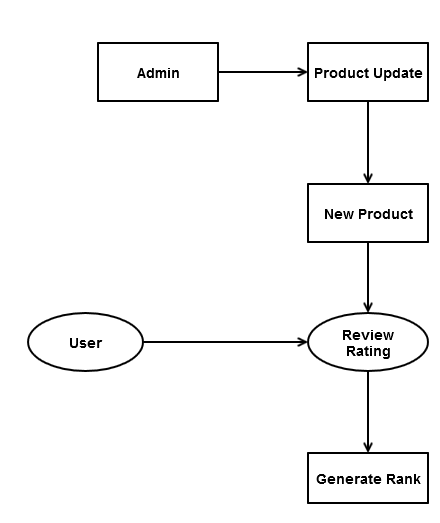 Admin
Product Update
New Product
User
Review
Rating
Generate Rank